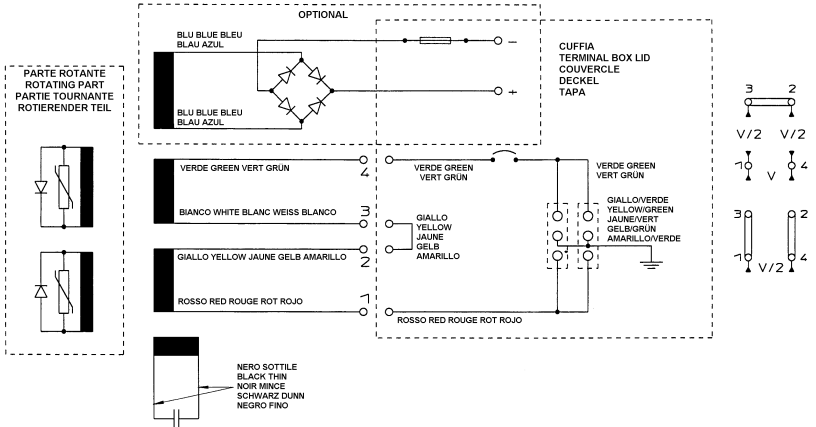 OPTIONAL
BLU BLUE BLEU
BLAU AZUL
BLU BLUE BLEU
BLAU AZUL
−
+
CUFFIA
TERMINAL BOX LID
COUVERCLE
DECKEL
TAPA
PARTE ROTANTE
ROTATING PART
PARTIE TOURNANTE
ROTIERENDER TEIL
VERDE GREEN VERT GRÜN
4
BIANCO WHITE BLANC WEISS BLANCO
3
GIALLO YELLOW JAUNE GELB AMARILLO
2
ROSSO RED ROUGE ROT ROJO
1
VERDE GREEN
VERT GRÜN
VERDE GREEN
VERT GRÜN
GIALLO
YELLOW
JAUNE
GELB
AMARILLO
GIALLO/VERDE
YELLOW/GREEN
JAUNE/VERT
GELB/GRÜN
AMARILLO/VERDE
ROSSO RED ROUGE ROT ROJO
NERO SOTTILE
BLACK THIN
NOIR MINCE
SCHWARZ DUNN
NEGRO FINO
3 2
V/2 V/2
1 4
V
3 2
1 4
V/2